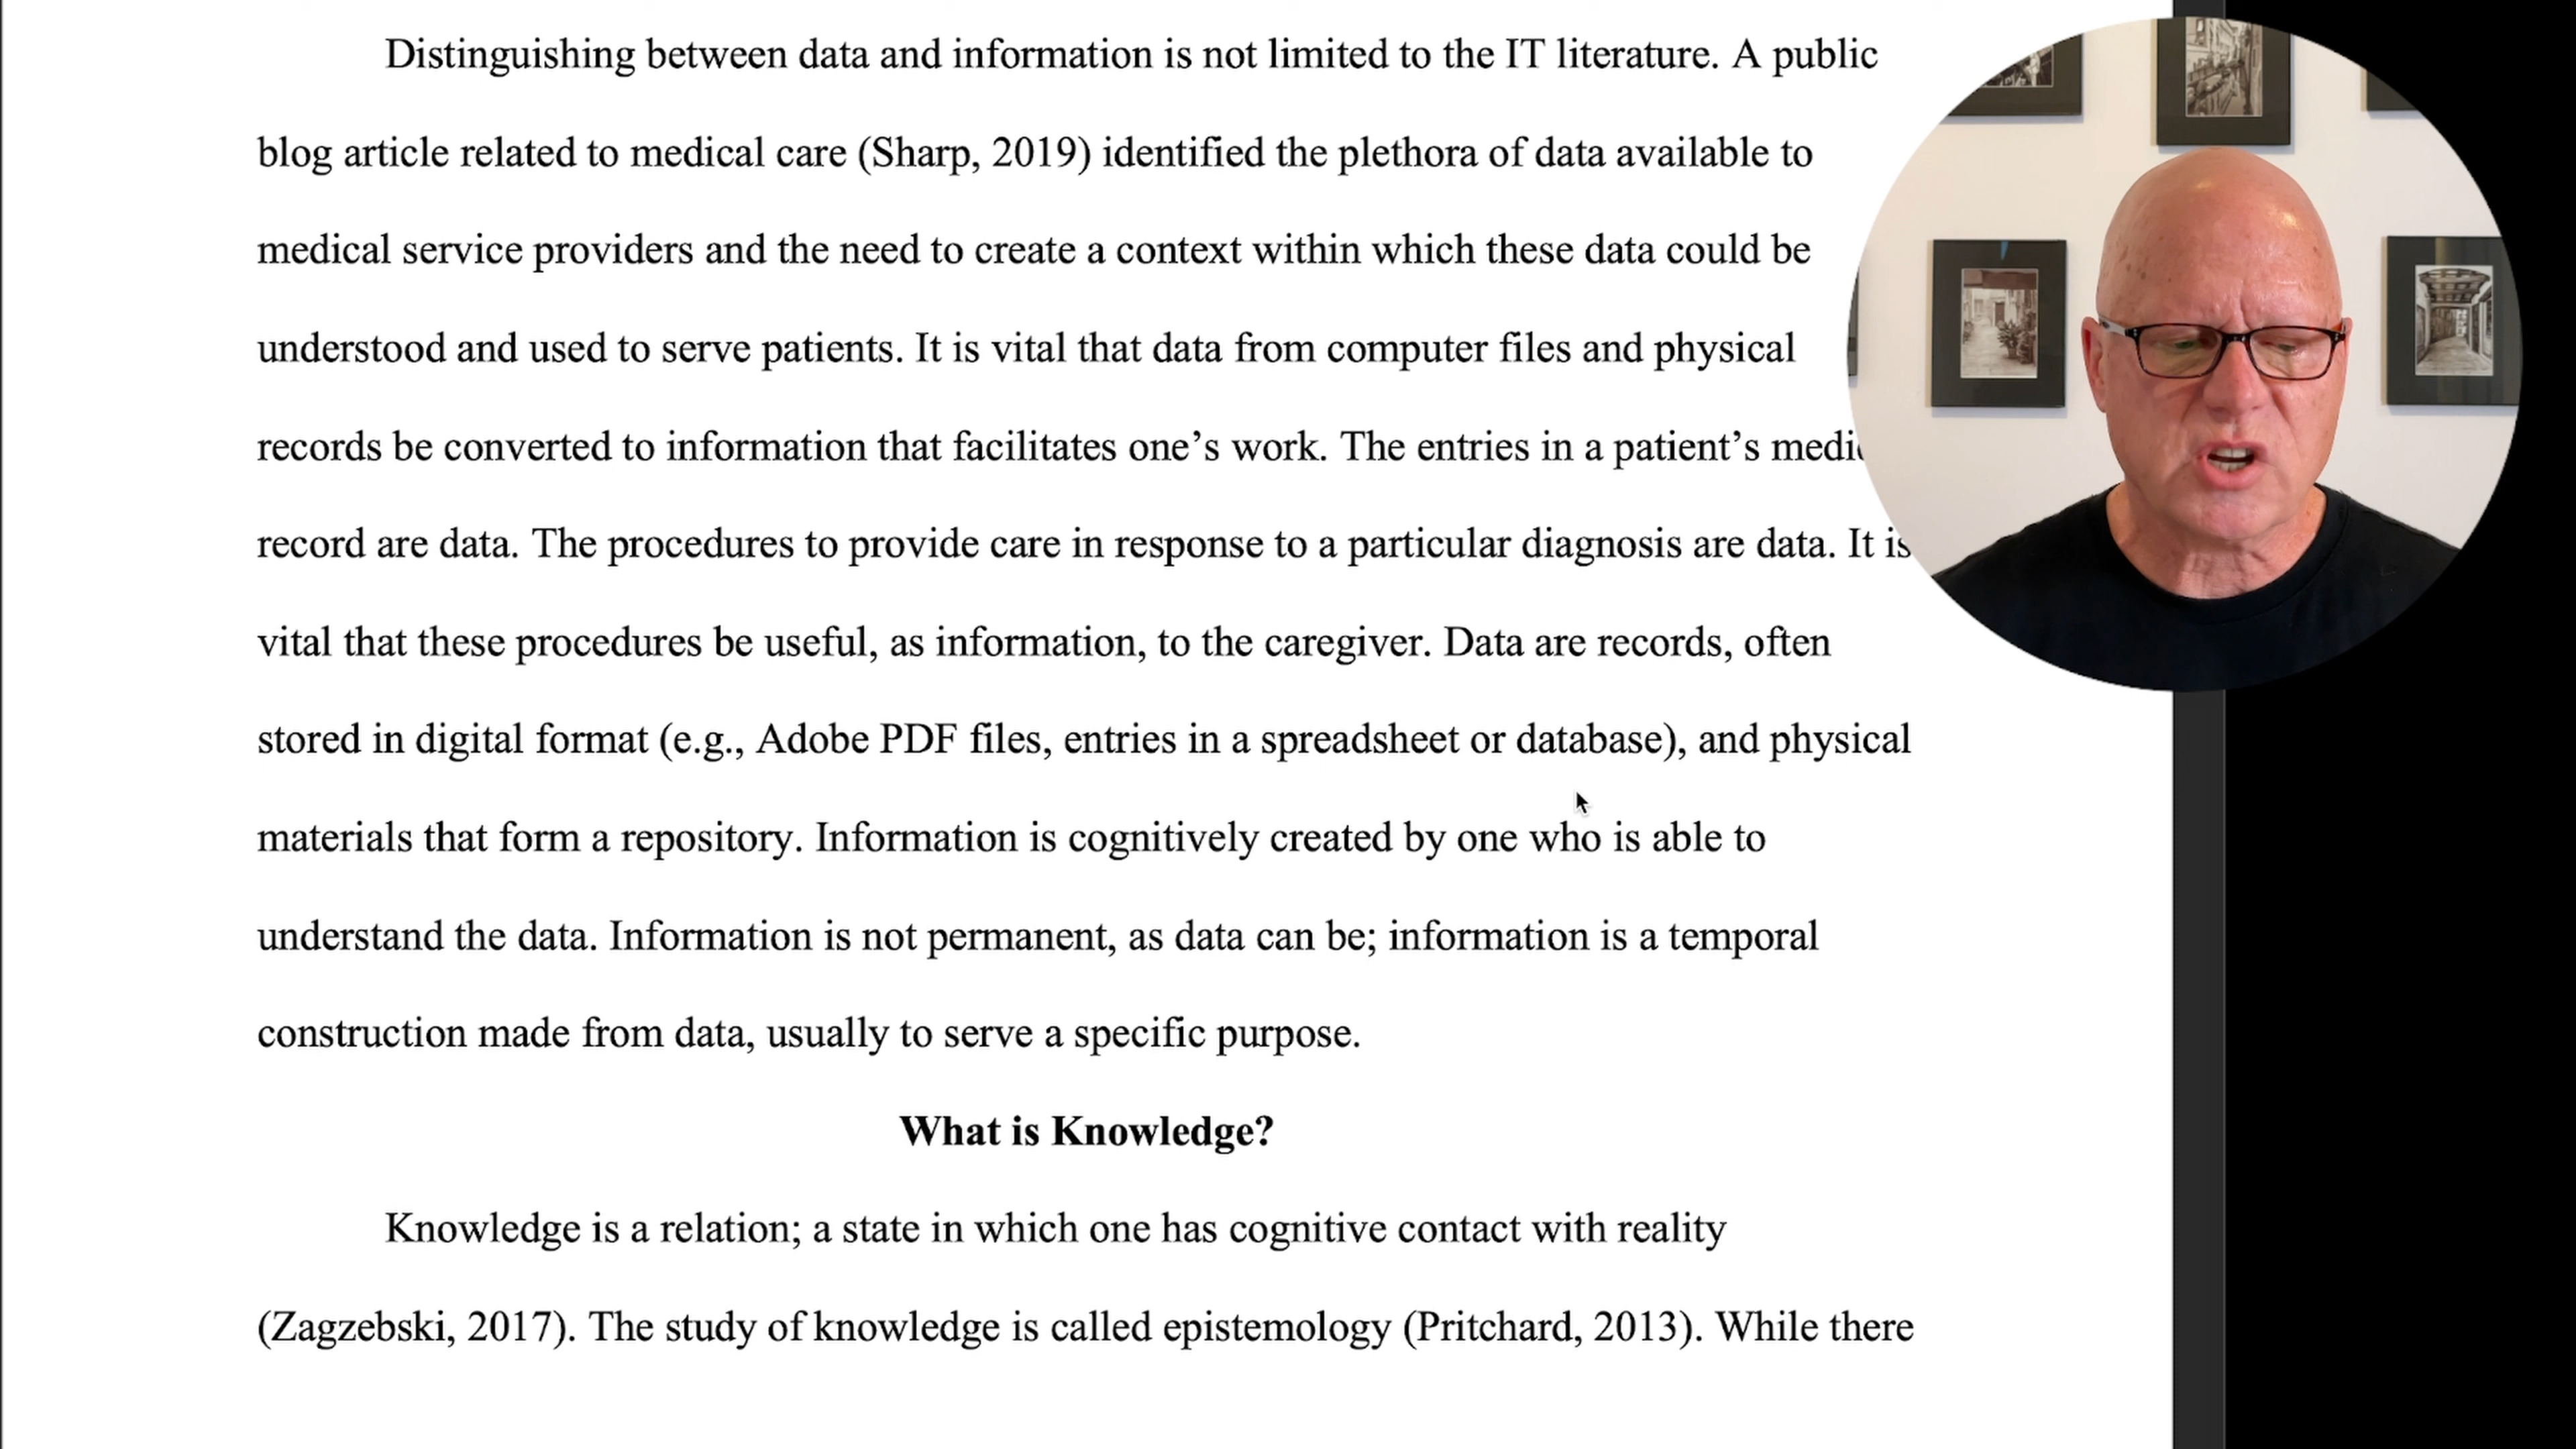 Distinguishing between data and information is not limited to the IT literature. A public
blog article related to medical care (Sharp, 2019) identified the plethora of data available to
medical service providers and the need to create a context within which these data could be
understood and used to serve patients. It is vital that data from computer files and physical
records be converted to information that facilitates one’s work. The entries in a patient’s
record are data. The procedures to provide care in response to a particular diagnosis are data. It is
vital that these procedures be useful, as information, to the caregiver. Data are records, often
stored in digital format (e.g., Adobe PDF files, entries in a spreadsheet or database), and physical
materials that form a repository. Information is cognitively created by one who is able to
understand the data. Information is not permanent, as data can be; information is a temporal
construction made from data, usually to serve a specific purpose.
What is Knowledge?
Knowledge is a relation; a state in which one has cognitive contact with reality
(Zagzebski, 2017). The study of knowledge is called epistemology (Pritchard, 2013). While there